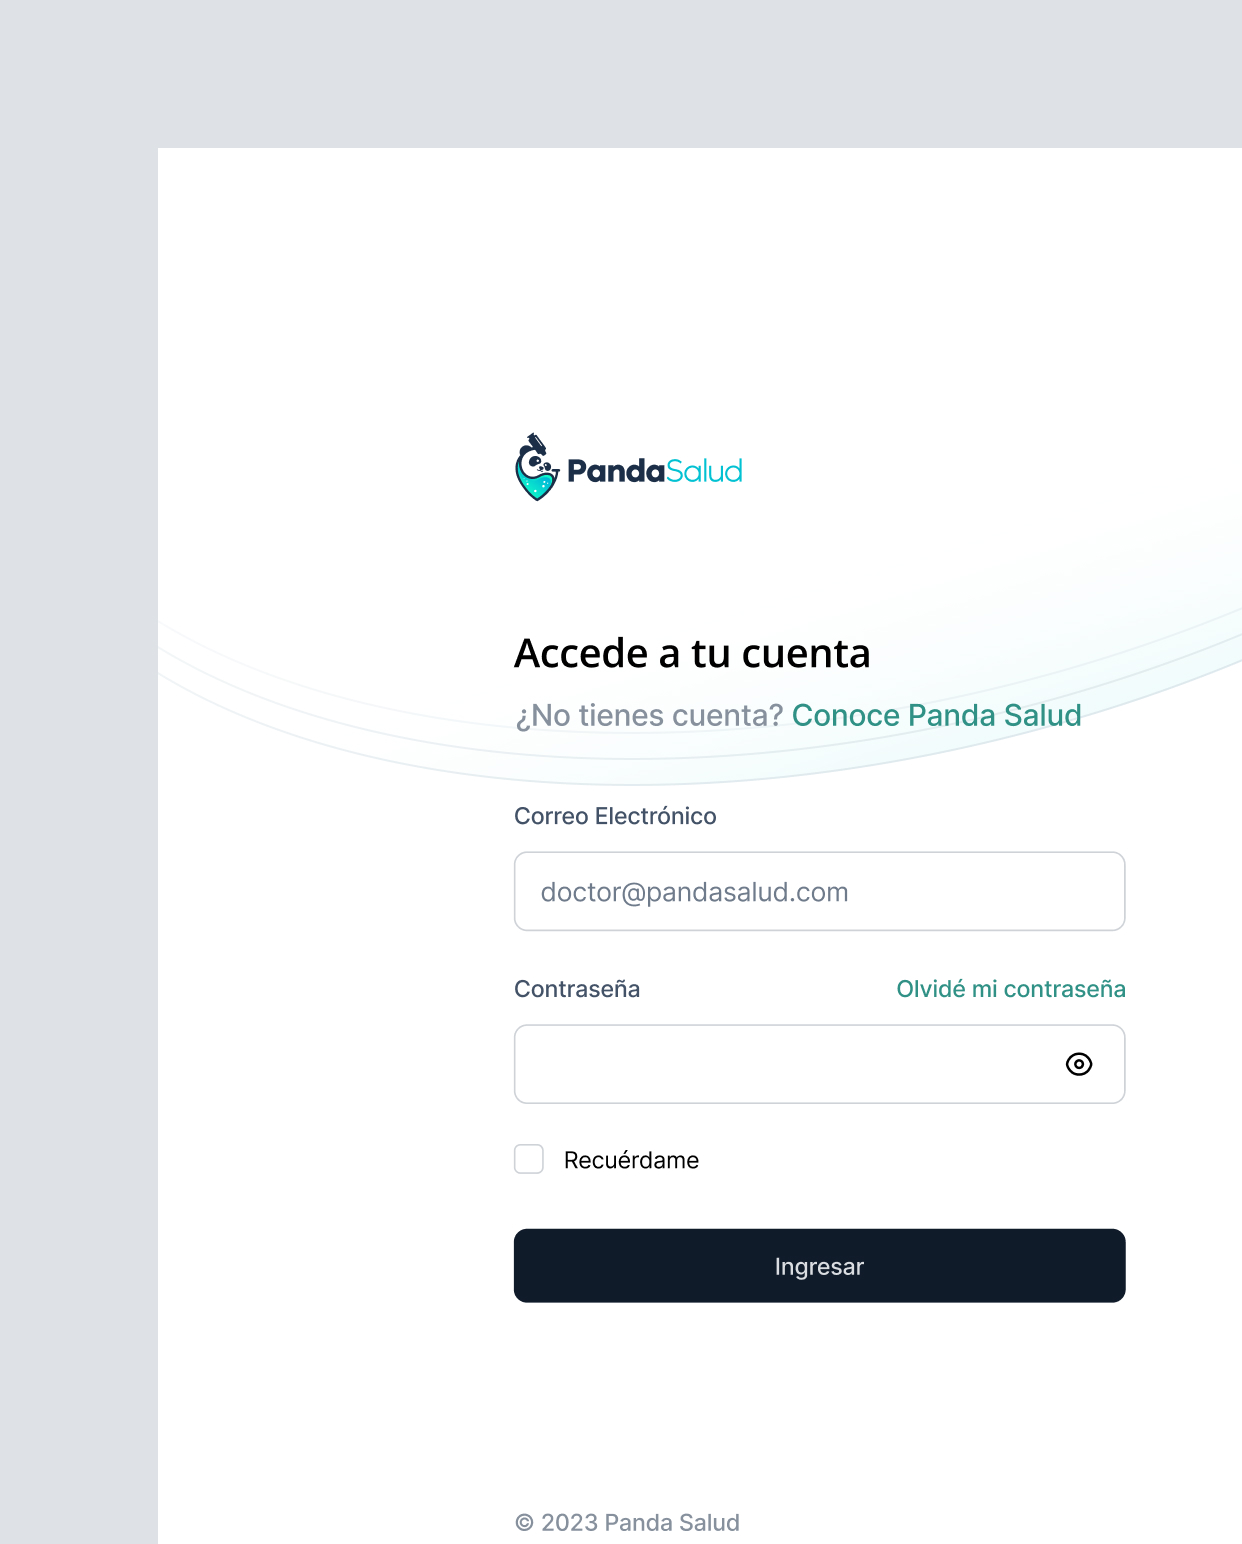 PandaSalud
Accede a tu cuenta
¿No tienes cuenta? Conoce Panda Salud
Correo Electrónico
doctor@pandasalud.com
Contraseña Olvidé mi contraseña
Recuérdame
Ingresar
© 2023 Panda Salud